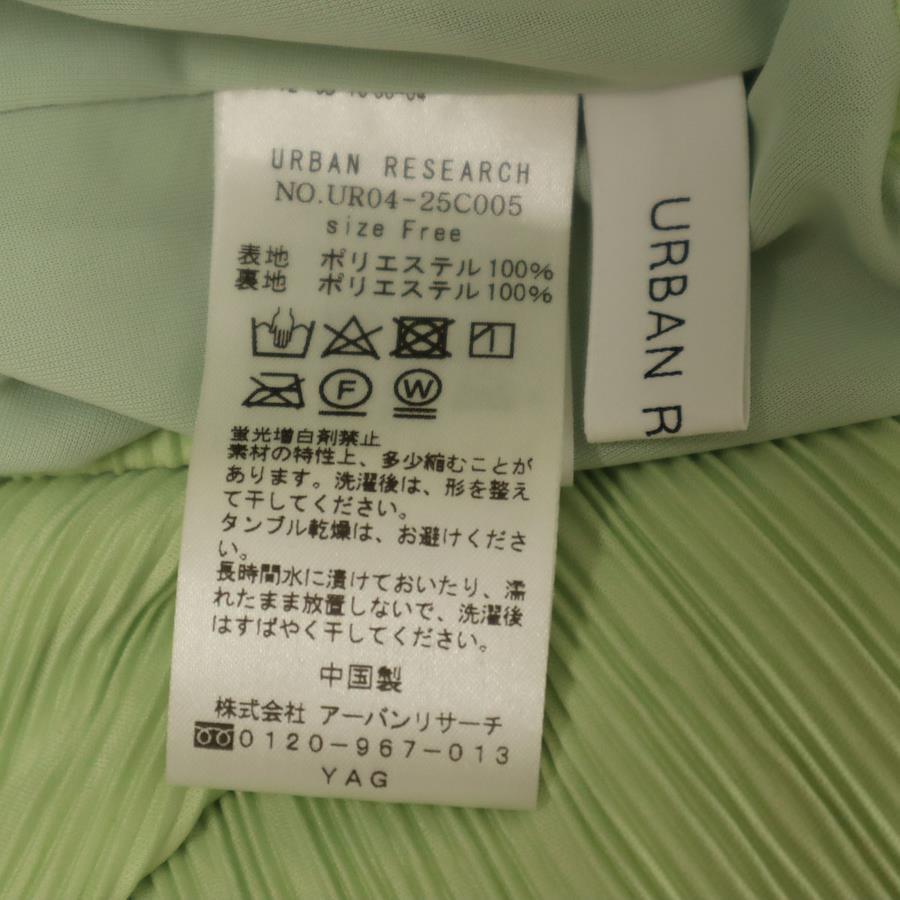 URBAN RESEARCH
NO.UR04-25C005
size Free
表地 ポリエステル100%
裏地 ポリエステル100%
F W
蛍光増白剤禁止
素材の特性上、多少縮むことが
あります。洗濯後は、形を整え
て干してください。
タンブル乾燥は、お避けくださ
い。
長時間水に漬けておいたり、濡
れたまま放置しないで、洗濯後
はすばやく干してください。
中国製
株式会社 アーバンリサーチ
0120-967-013
YAG
URBAN R